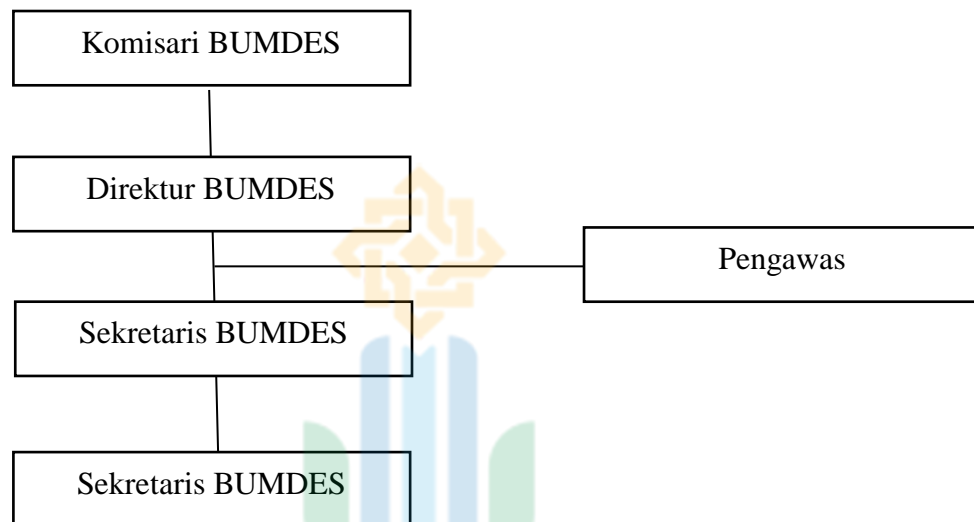 Komisari BUMDES
Direktur BUMDES
Pengawas
Sekretaris BUMDES
Sekretaris BUMDES